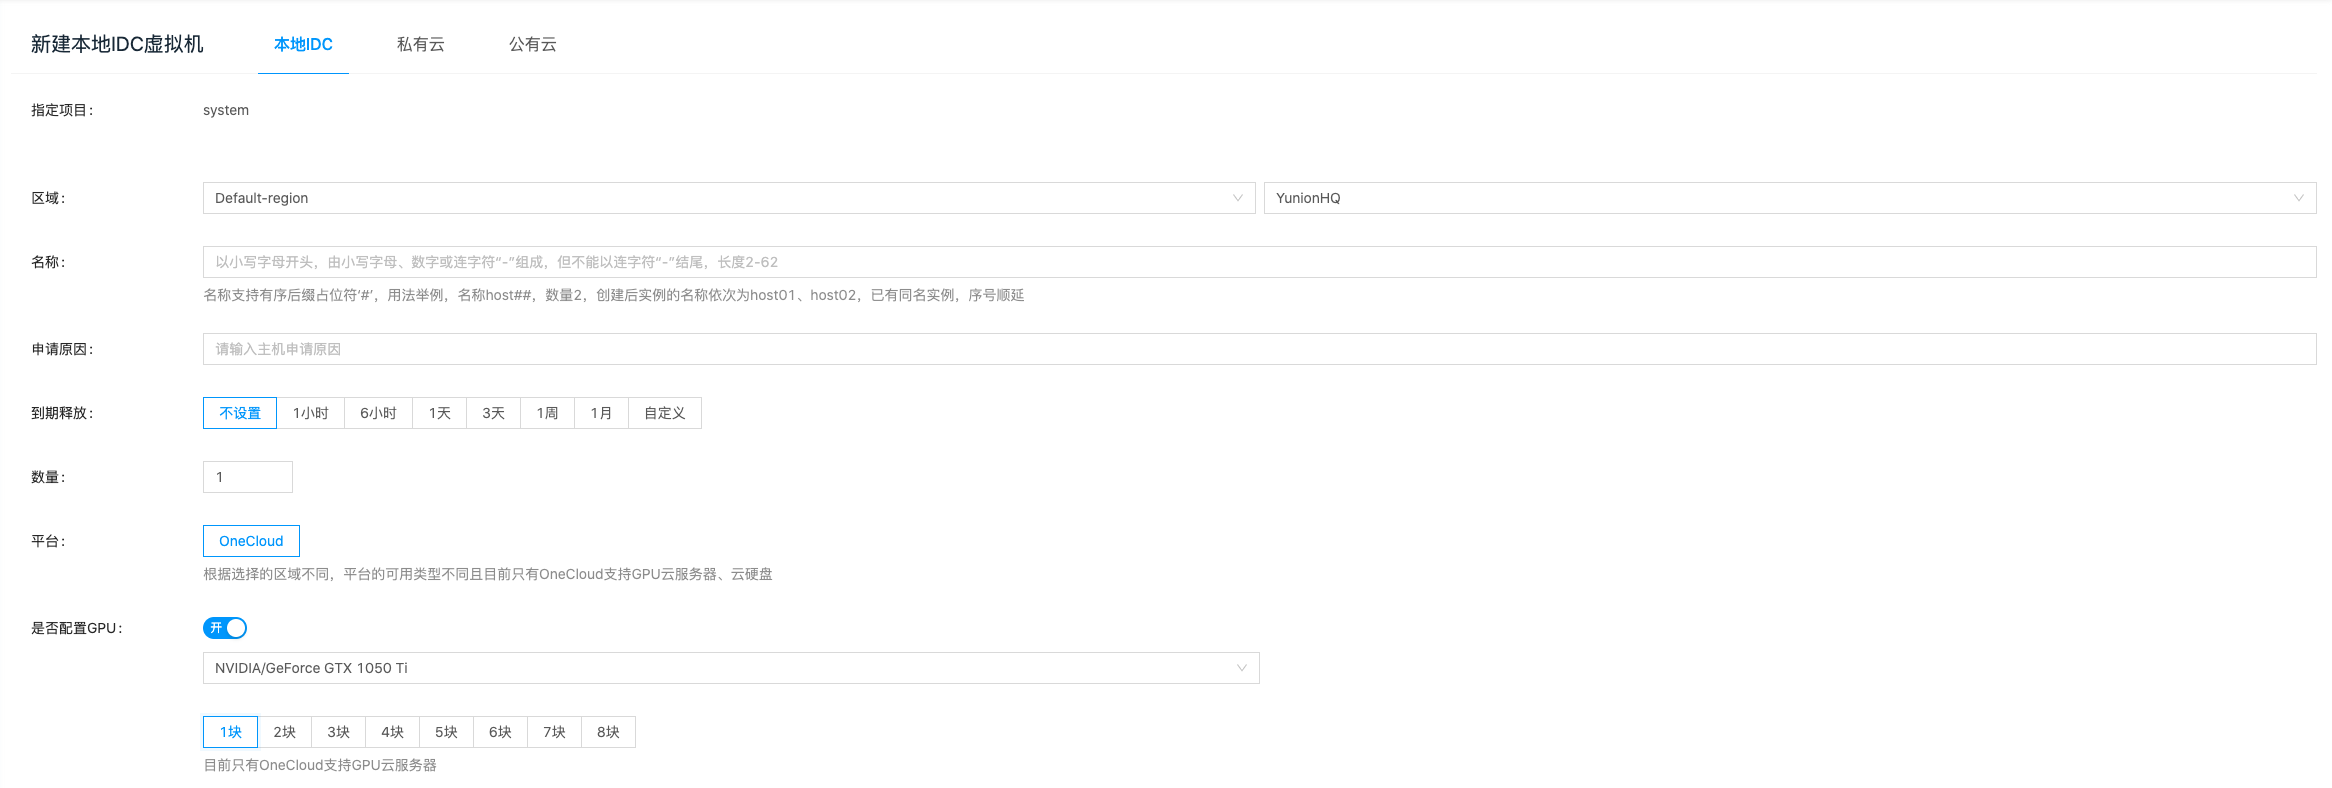 新建本地IDC虚拟机 本地IDC 私有云 公有云
指定项目： system
区域： Default-region YunionHQ
名称： 以小写字母开头，由小写字母、数字或连字符“-”组成，但不能以连字符“-”结尾，长度2-62
名称支持有序后缀占位符‘#’，用法举例，名称host##，数量2，创建后实例的名称依次为host01、host02，已有同名实例，序号顺延
申请原因： 请输入主机申请原因
到期释放： 不设置 1小时 6小时 1天 3天 1周 1月 自定义
数量： 1
平台： OneCloud
根据选择的区域不同，平台的可用类型不同且目前只有OneCloud支持GPU云服务器、云硬盘
是否配置GPU： 开
NVIDIA/GeForce GTX 1050 Ti
1块 2块 3块 4块 5块 6块 7块 8块
目前只有OneCloud支持GPU云服务器